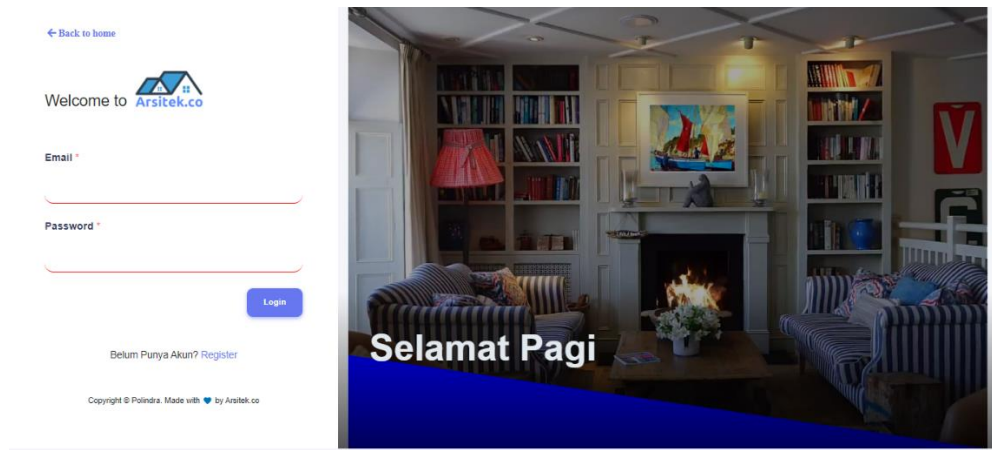 ← Back to home
Welcome to Arsitek.co
Email *
Password *
Login
Belum Punya Akun? Register
Copyright © Polindra. Made with 💙 by Arsitek.co
Selamat Pagi
V